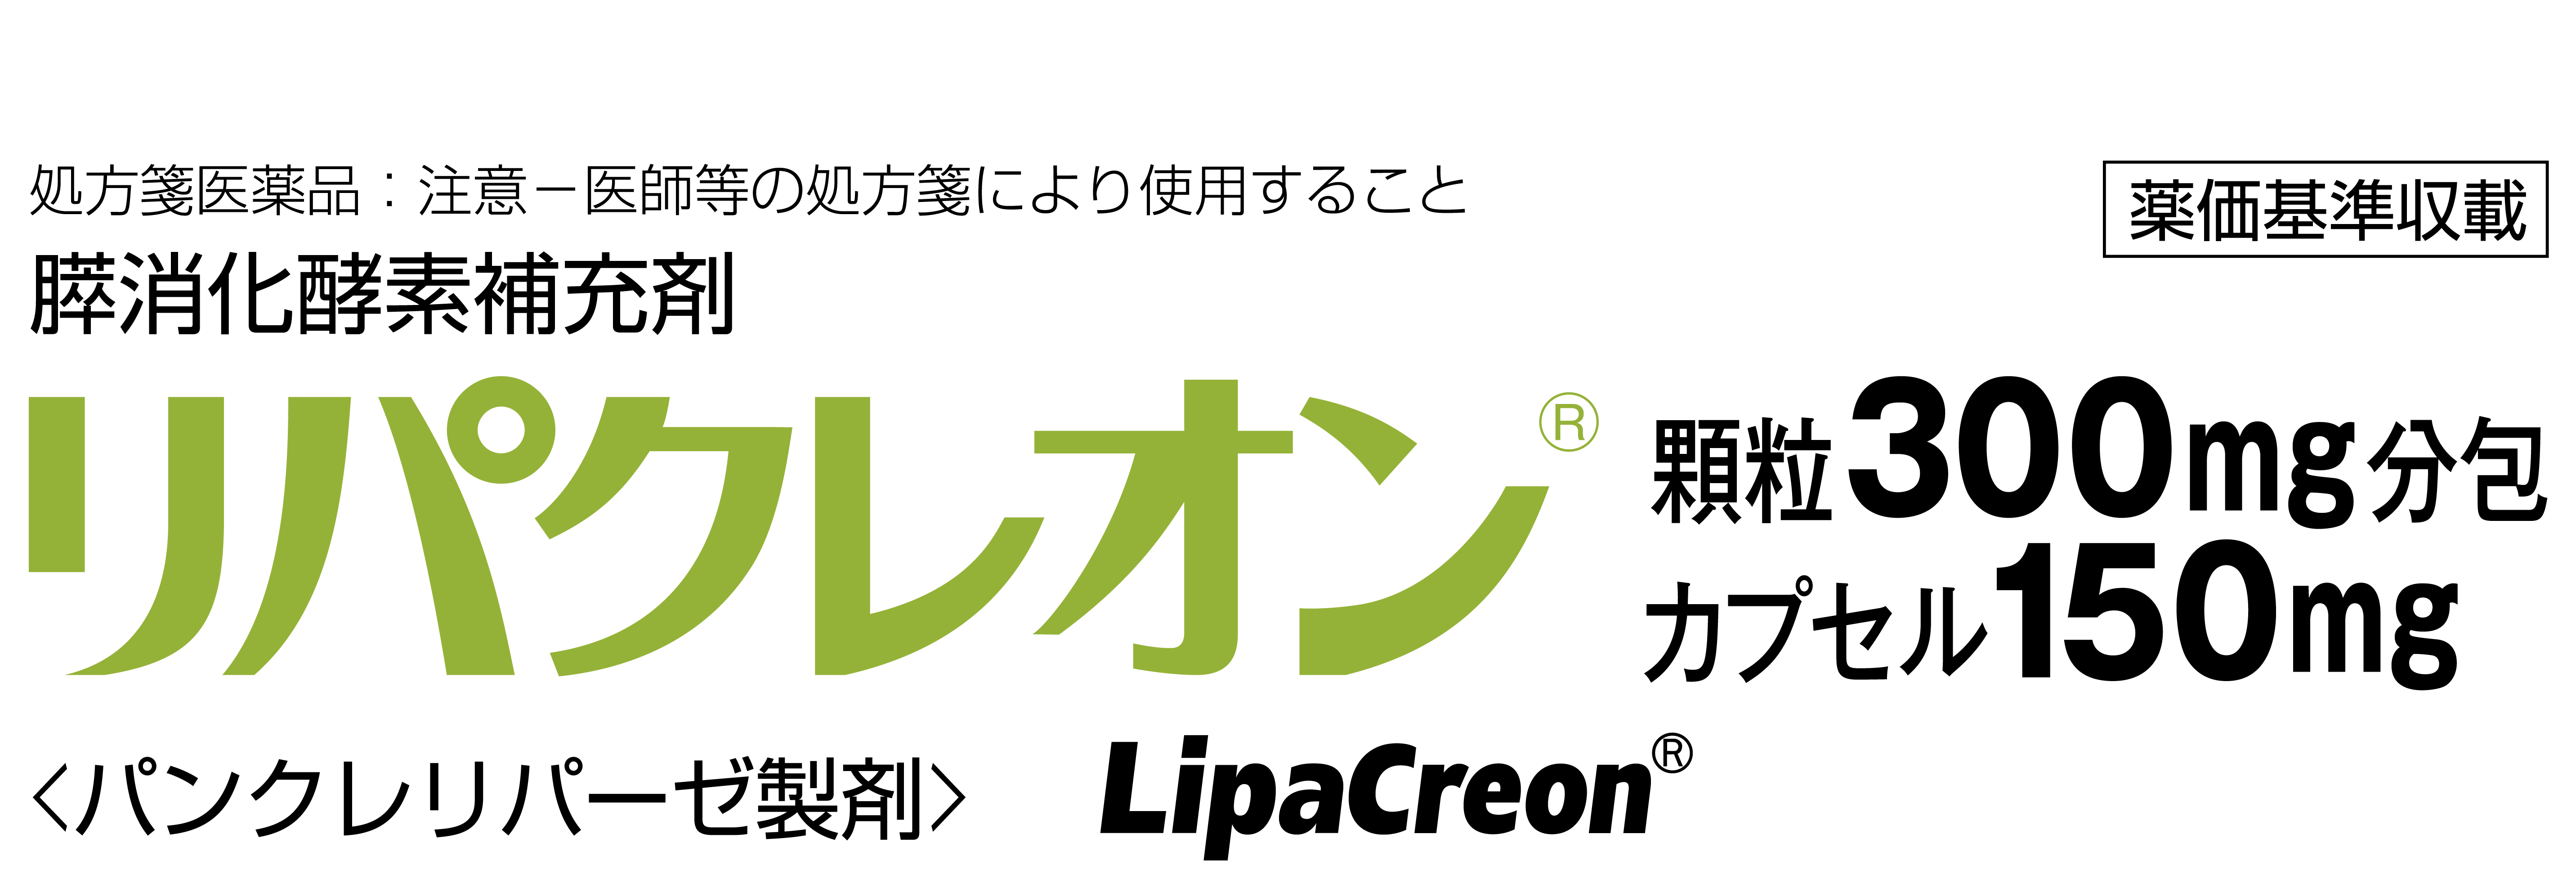 処方箋医薬品：注意－医師等の処方箋により使用すること
薬価基準収載
膵消化酵素補充剤
リパクレオン® 顆粒300mg分包
カプセル150mg
〈パンクレリパーゼ製剤〉 LipaCreon®